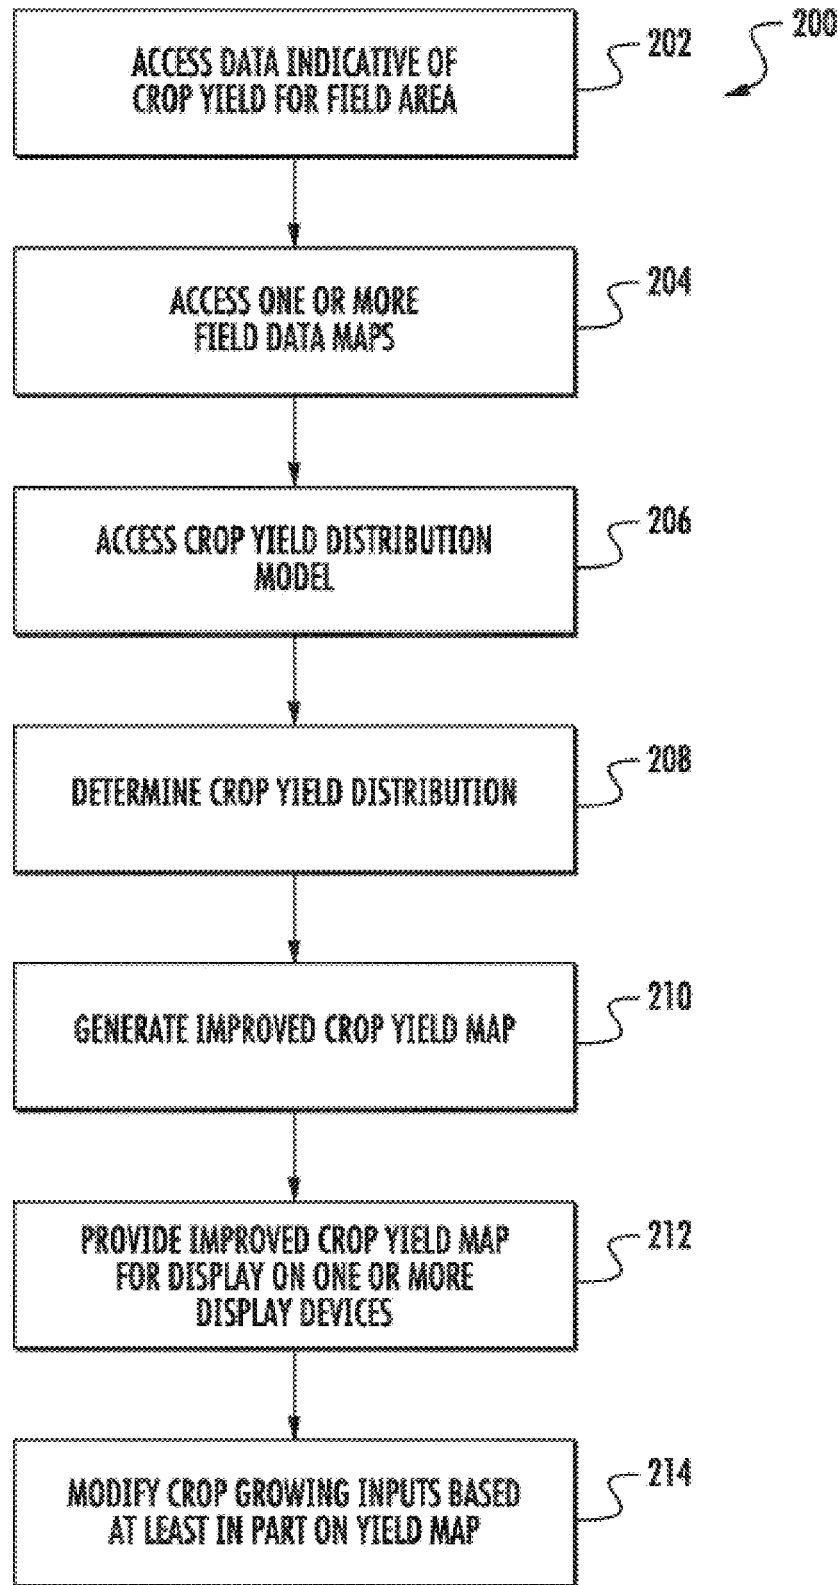 200
ACCESS DATA INDICATIVE OF
CROP YIELD FOR FIELD AREA
202
ACCESS ONE OR MORE
FIELD DATA MAPS
204
ACCESS CROP YIELD DISTRIBUTION
MODEL
206
DETERMINE CROP YIELD DISTRIBUTION
208
GENERATE IMPROVED CROP YIELD MAP
210
PROVIDE IMPROVED CROP YIELD MAP
FOR DISPLAY ON ONE OR MORE
DISPLAY DEVICES
212
MODIFY CROP GROWING INPUTS BASED
AT LEAST IN PART ON YIELD MAP
214